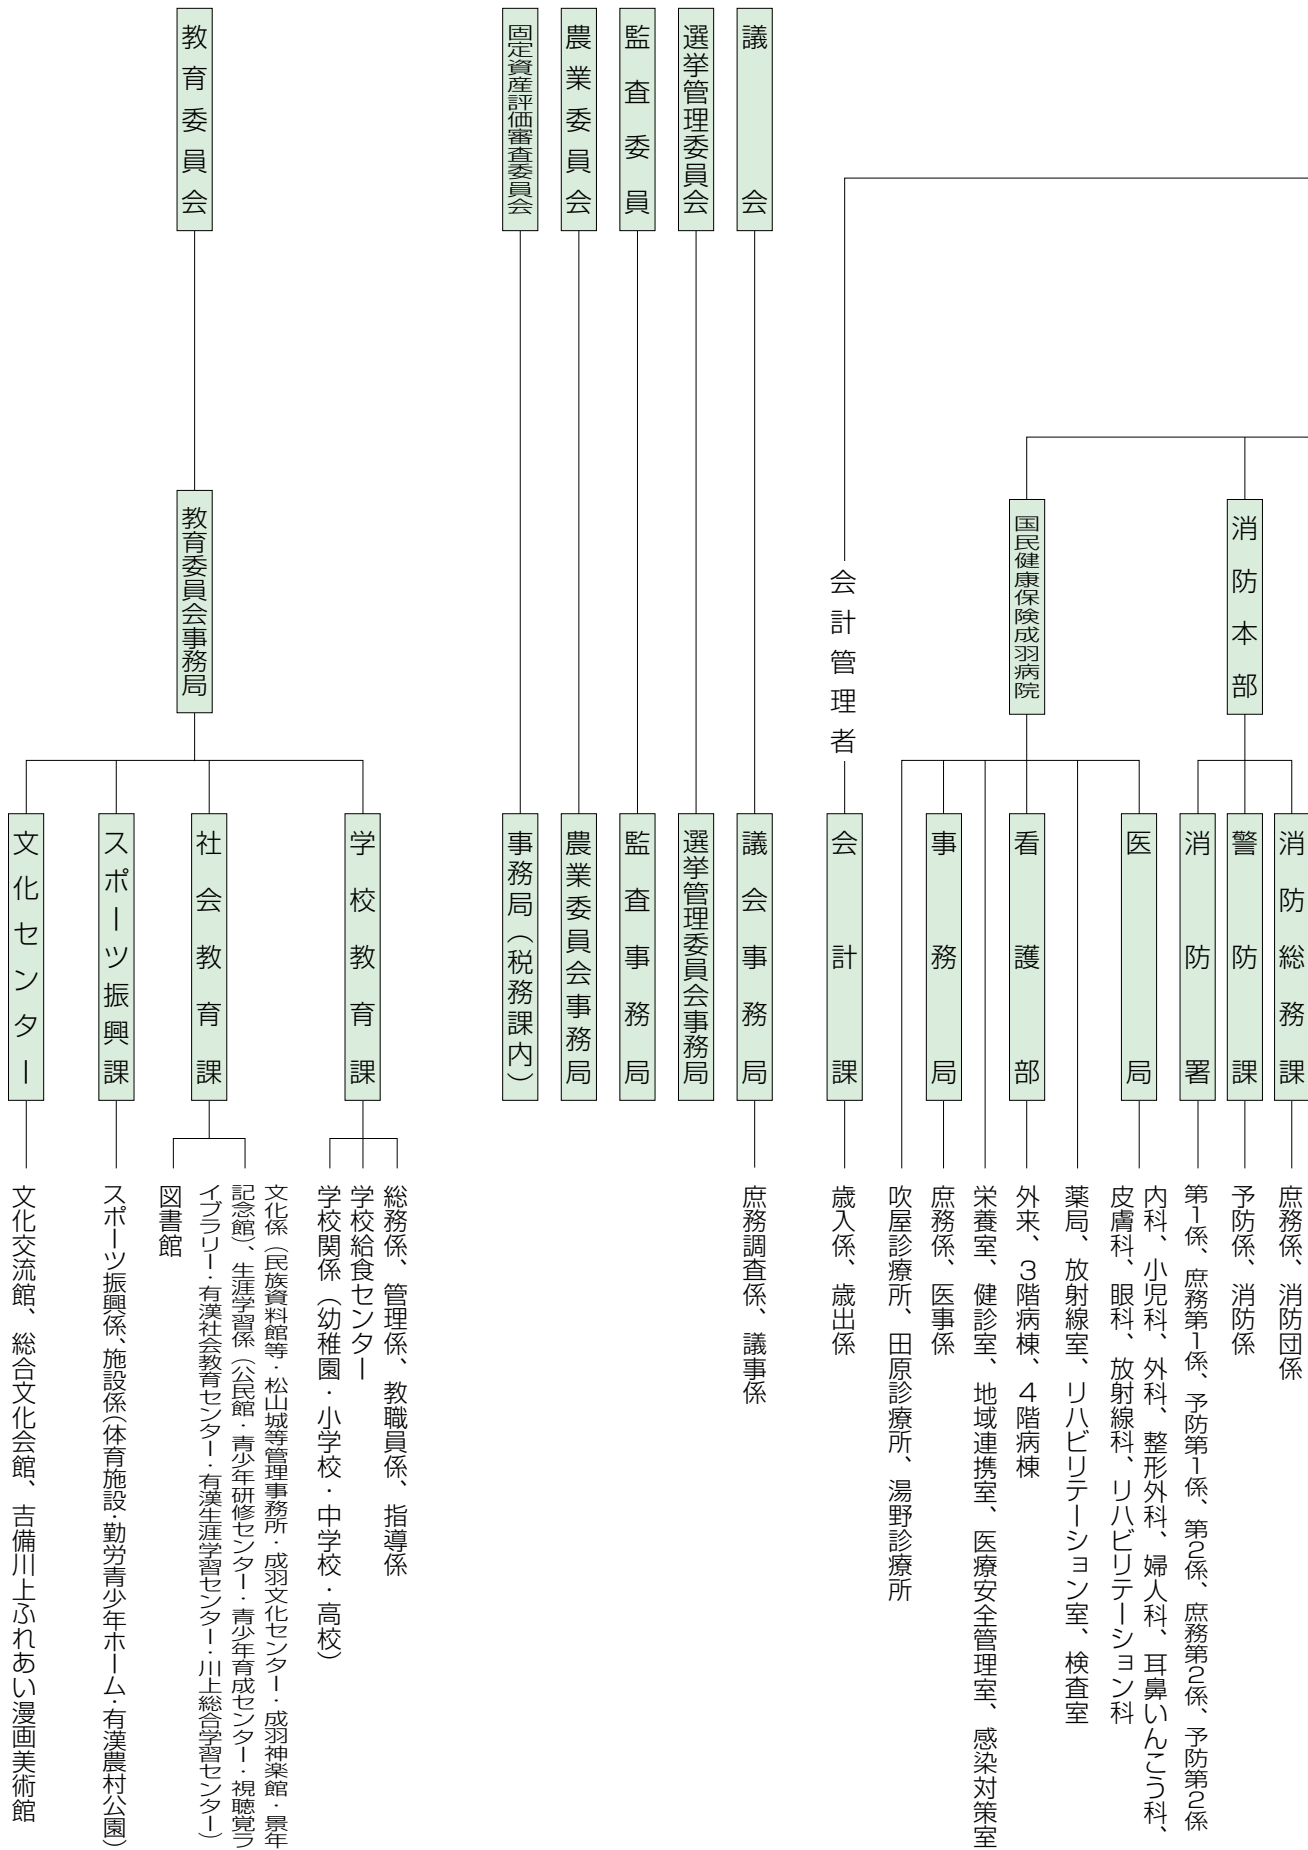 消防本部
消防総務課
庶務係、消防団係
警防課
予防係、消防係
消防署
第1係、庶務第1係、予防第1係、第2係、庶務第2係、予防第2係
国民健康保険成羽病院
医局
内科、小児科、外科、整形外科、婦人科、耳鼻いんこう科、
皮膚科、眼科、放射線科、リハビリテーション科
薬局、放射線室、リハビリテーション室、検査室
看護部
外来、3階病棟、4階病棟
栄養室、健診室、地域連携室、医療安全管理室、感染対策室
事務局
庶務係、医事係
吹屋診療所、田原診療所、湯野診療所
会計管理者
会計課
歳入係、歳出係
議会
議会事務局
庶務調査係、議事係
選挙管理委員会
選挙管理委員会事務局
監査委員
監査事務局
農業委員会
農業委員会事務局
固定資産評価審査委員会
事務局（税務課内）
教育委員会
教育委員会事務局
学校教育課
総務係、管理係、教職員係、指導係
学校給食センター
学校関係（幼稚園・小学校・中学校・高校）
社会教育課
文化係（民族資料館等・松山城等管理事務所・成羽文化センター・成羽神楽館・景年
記念館）、生涯学習係（公民館・青少年研修センター・青少年育成センター・視聴覚ラ
イブラリー・有漢社会教育センター・有漢生涯学習センター・川上総合学習センター）
図書館
スポーツ振興課
スポーツ振興係、施設係（体育施設・勤労青少年ホーム・有漢農村公園）
文化センター
文化交流館、総合文化会館、吉備川上ふれあい漫画美術館